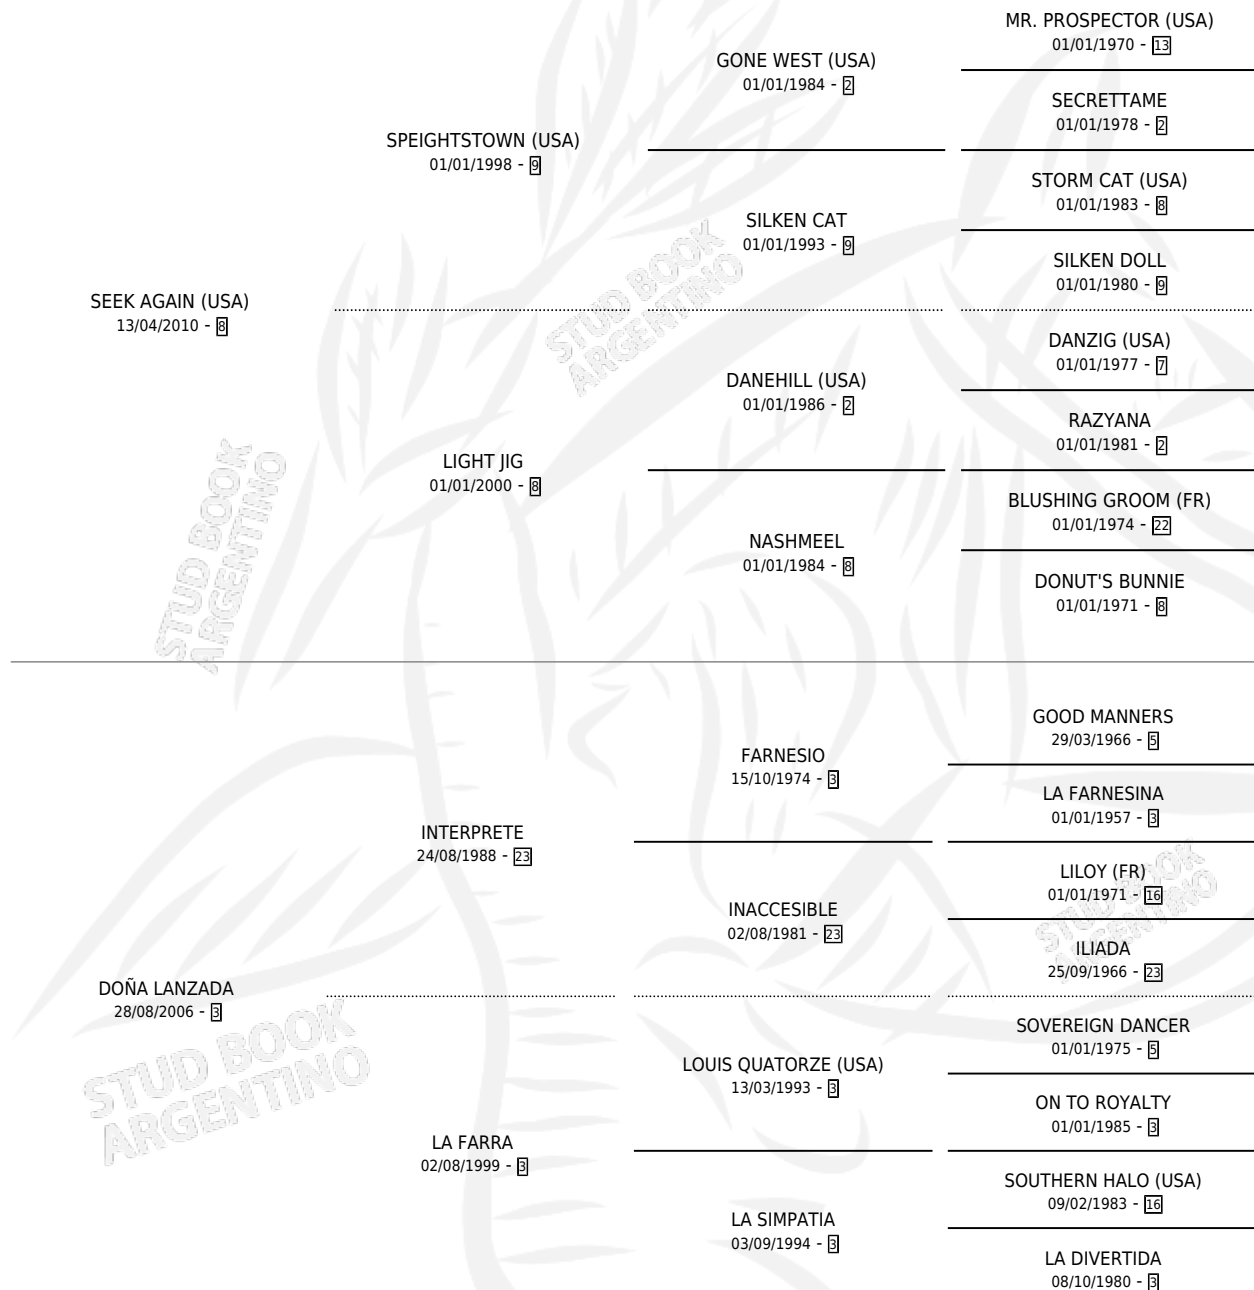 MR. PROSPECTOR (USA)
01/01/1970 - 13
GONE WEST (USA)
01/01/1984 - 2
SECRETTAME
01/01/1978 - 2
SPEIGHTSTOWN (USA)
01/01/1998 - 9
STORM CAT (USA)
01/01/1983 - 8
SILKEN CAT
01/01/1993 - 9
SILKEN DOLL
01/01/1980 - 9
SEEK AGAIN (USA)
13/04/2010 - 8
DANZIG (USA)
01/01/1977 - 7
DANEHILL (USA)
01/01/1986 - 2
RAZYANA
01/01/1981 - 2
LIGHT JIG
01/01/2000 - 8
BLUSHING GROOM (FR)
01/01/1974 - 22
NASHMEEL
01/01/1984 - 8
DONUT'S BUNNIE
01/01/1971 - 8
GOOD MANNERS
29/03/1966 - 5
FARNESIO
15/10/1974 - 3
LA FARNESINA
01/01/1957 - 3
INTERPRETE
24/08/1988 - 23
LILOY (FR)
01/01/1971 - 16
INACCESIBLE
02/08/1981 - 23
ILIADA
25/09/1966 - 23
DOÑA LANZADA
28/08/2006 - 3
SOVEREIGN DANCER
01/01/1975 - 5
LOUIS QUATORZE (USA)
13/03/1993 - 3
ON TO ROYALTY
01/01/1985 - 3
LA FARRA
02/08/1999 - 3
SOUTHERN HALO (USA)
09/02/1983 - 16
LA SIMPATIA
03/09/1994 - 3
LA DIVERTIDA
08/10/1980 - 3
STUD BOOK
ARGENTINO
STUD BOOK
ARGENTINO
STUD BOOK
ARGENTINO
STUD BOOK
ARGENTINO